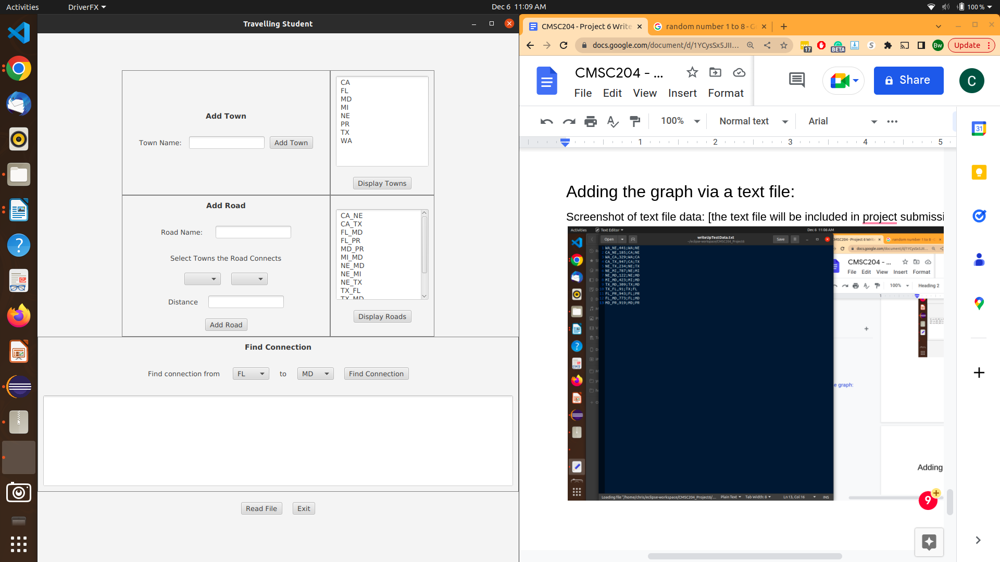 Activities
DriverFX
Dec 6 11:09 AM
100 %
Travelling Student
CA
FL
MD
MI
NE
PR
TX
WA
Add Town
Town Name:
Add Town
Display Towns
Add Road
Road Name:
Select Towns the Road Connects
Distance
Add Road
CA_NE
CA_TX
FL_MD
FL_PR
MD_PR
MI_MD
NE_MD
NE_MI
NE_TX
TX_FL
TX_MD
Display Roads
Find Connection
Find connection from
FL
to
MD
Find Connection
Read File
Exit
CMSC204 - Project 6 Write
random number 1 to 8 - G
docs.google.com/document/d/1YCysSx5JII...
17
BETA
S
Bw
Update
CMSC204 - ...
File Edit View Insert Format
Share
C
100%
Normal text
Arial
1 2 3 4 5
31
Adding the graph via a text file:
Screenshot of text file data: [the text file will be included in project submissi
Activities
Text Editor
Dec 6 11:06 AM
Open
writeUpTestData.txt
~/eclipse-workspace/CMSC204_Project6
Save
1 WA_NE,441;WA;NE
2 CA_NE,185;CA;NE
3 WA_CA,329;WA;CA
4 CA_TX,947;CA;TX
5 NE_TX,234;NE;TX
6 NE_MI,787;NE;MI
7 NE_MD,122;NE;MD
8 MI_MD,423;MI;MD
9 TX_MD,309;TX;MD
10 TX_FL,91;TX;FL
11 FL_PR,943;FL;PR
12 FL_MD,773;FL;MD
13 MD_PR,919;MD;PR
MSC204 - Project 6 Write
random number 1 to 8 - G
docs.google.com/document/d/1YCysSx5JII...
CMSC204 - ...
File Edit View Insert Format
100%
Heading 2
1
e graph:
Adding
Loading file "/home/chris/eclipse-workspace/CMSC204_Project6/...
Plain Text
Tab Width: 8
Ln 13, Col 16
INS
9